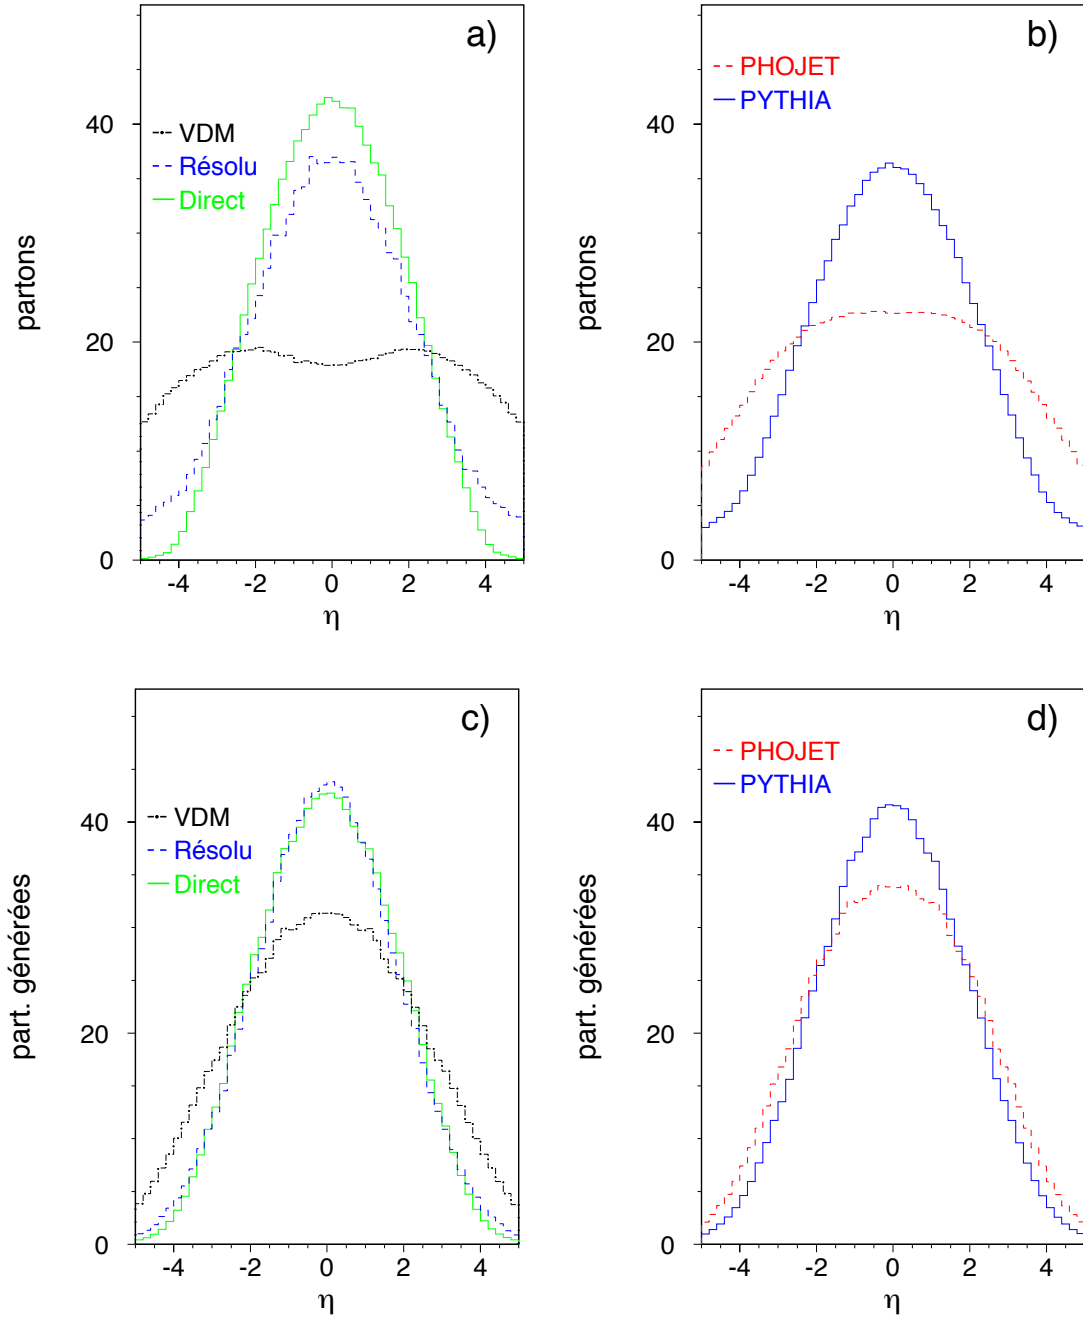 a)
VDM
Résolu
Direct
partons
40
20
0
-4 -2 0 2 4
η
b)
PHOJET
PYTHIA
partons
40
20
0
-4 -2 0 2 4
η
c)
VDM
Résolu
Direct
part. générées
40
20
0
-4 -2 0 2 4
η
d)
PHOJET
PYTHIA
part. générées
40
20
0
-4 -2 0 2 4
η